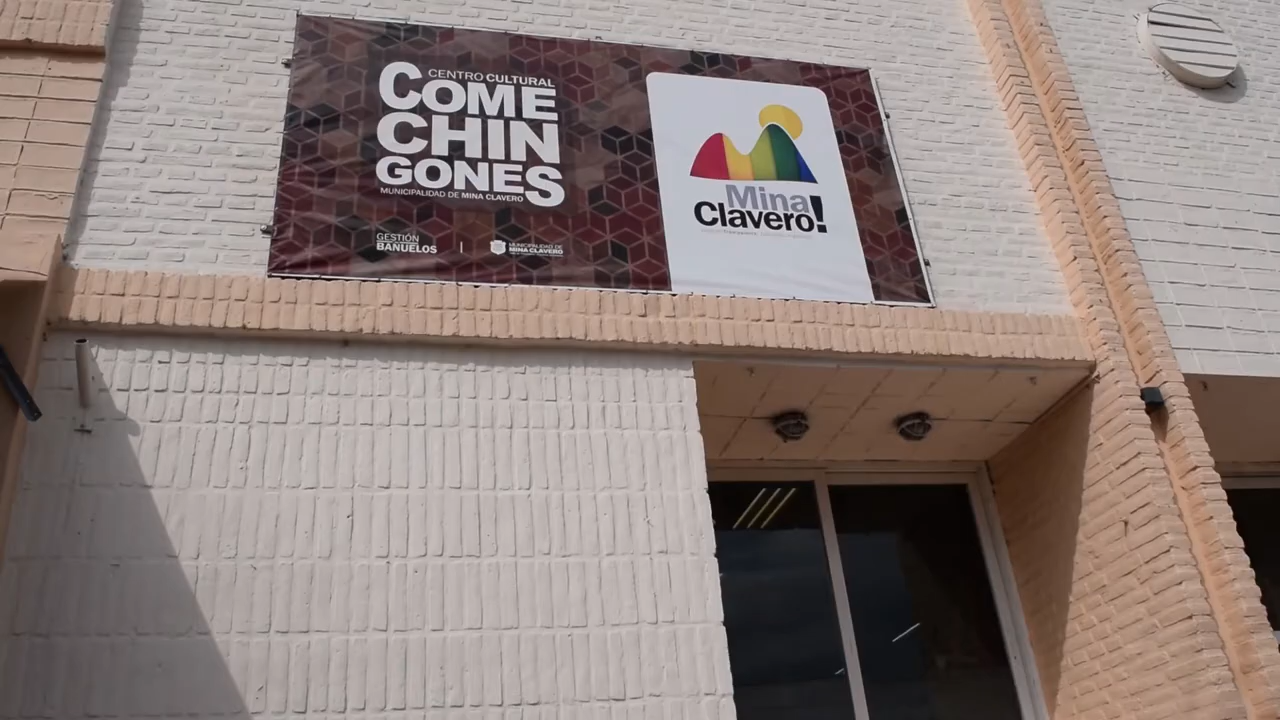 CENTRO CULTURAL
COME
CHIN
GONES
MUNICIPALIDAD DE MINA CLAVERO
GESTIÓN
BAÑUELOS
MUNICIPALIDAD DE
MINA CLAVERO
Mina
Clavero!